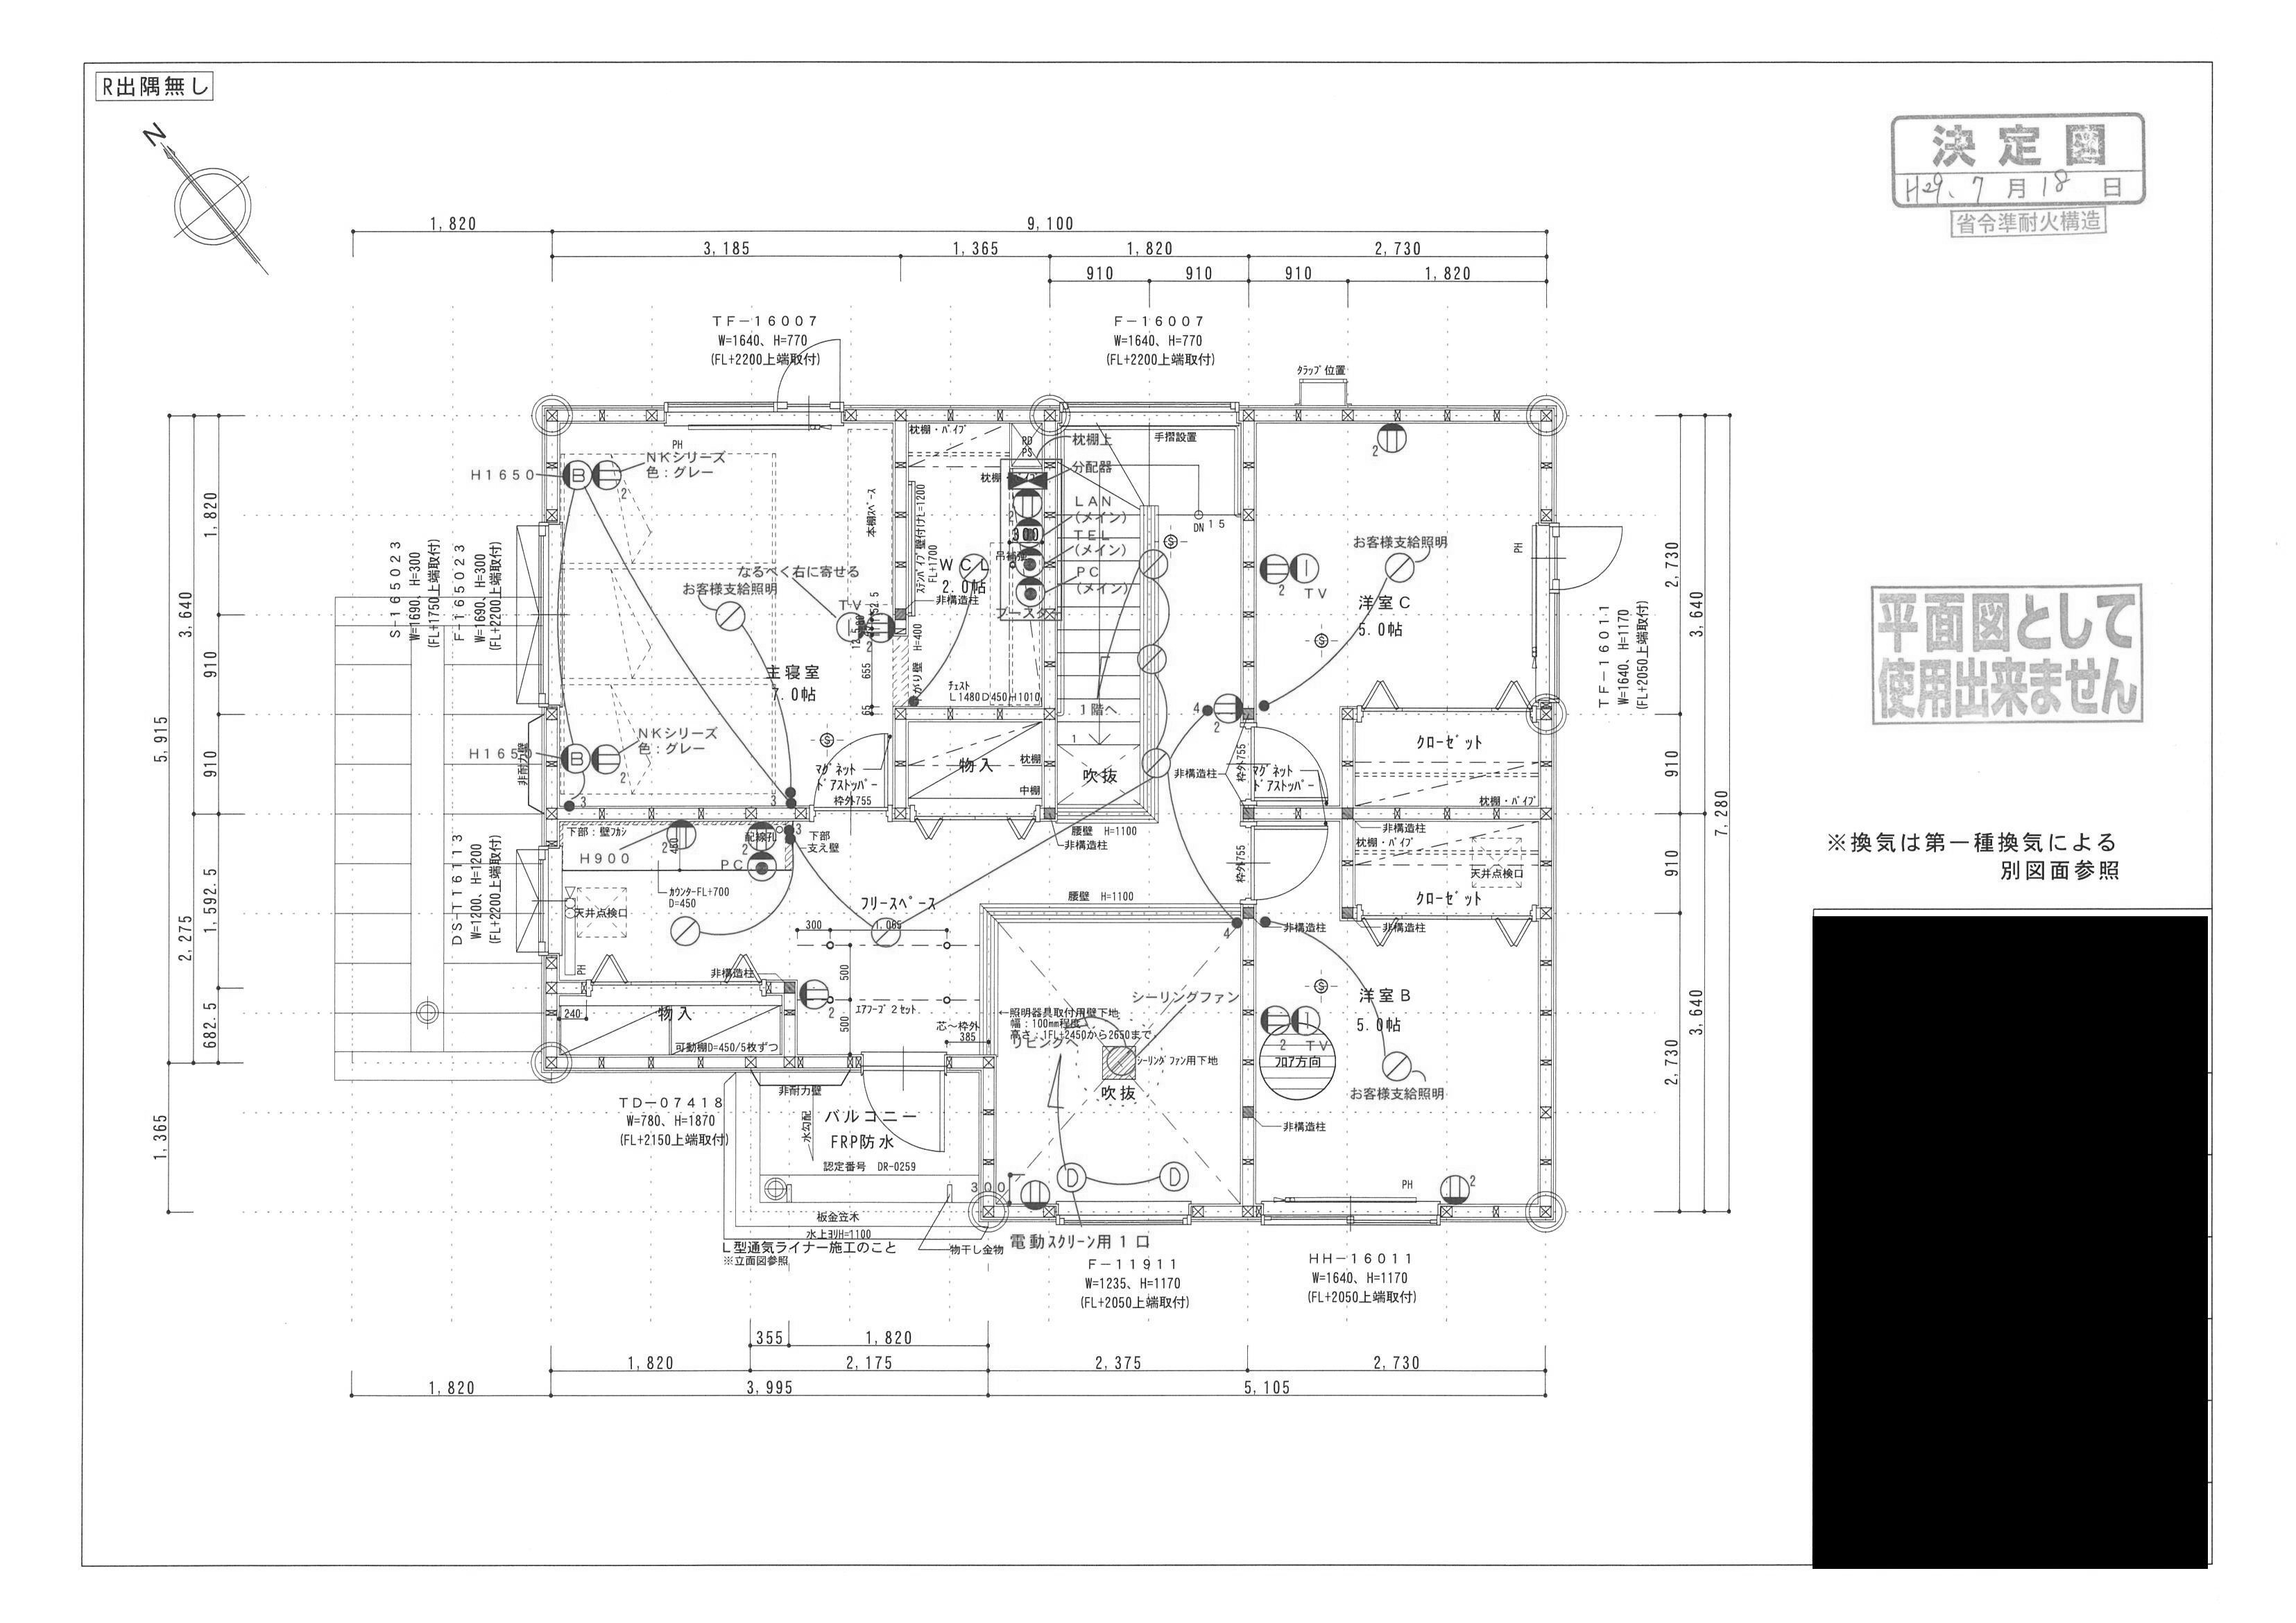 R出隅無し
N
決定図
H29. 7月18日
省令準耐火構造
1,820
9,100
3,185
1,365
1,820
2,730
910
910
910
1,820
TF-16007
W=1640、H=770
(FL+2200上端取付)
F-16007
W=1640、H=770
(FL+2200上端取付)
ﾀﾗｯﾌﾟ位置
PH
NKシリーズ
色：グレー
H1650
B
2
枕棚・ﾊﾟｲﾌﾟ
PD
PS
枕棚上
手摺設置
分配器
枕棚
LAN
(メイン)
TEL
(メイン)
PC
(メイン)
300
DN 15
2
お客様支給照明
PH
本棚ｽﾍﾟｰｽ
ｽﾃﾝﾊﾟｲﾌﾟ壁付けL=1200
FL+1700
WCL
2.0帖
非構造柱
なるべく右に寄せる
お客様支給照明
TV
2
655
65
主寝室
7.0帖
がり壁 H=400
ﾁｪｽﾄ
L1480D450H1010
1階へ
1
4
2
2
TV
洋室C
5.0帖
S-165023
W=1690、H=300
(FL+1750上端取付)
F-165023
W=1690、H=300
(FL+2200上端取付)
TF-16011
W=1640、H=1170
(FL+2050上端取付)
1,820
3,640
910
5,915
910
2,275
1,592.5
682.5
1,365
2,730
3,640
910
7,280
910
3,640
2,730
平面図として
使用出来ません
NKシリーズ
色：グレー
H1650
B
2
非耐力壁
3
3
ﾏｸﾞﾈｯﾄ
ﾄﾞｱｽﾄｯﾊﾟｰ
枠外755
物入
枕棚
中棚
吹抜
非構造柱
枠外755
ﾏｸﾞﾈｯﾄ
ﾄﾞｱｽﾄｯﾊﾟｰ
ｸﾛｰｾﾞｯﾄ
枕棚・ﾊﾟｲﾌﾟ
腰壁 H=1100
非構造柱
非構造柱
枕棚・ﾊﾟｲﾌﾟ
枠外755
天井点検口
ｸﾛｰｾﾞｯﾄ
※換気は第一種換気による
別図面参照
DS-116113
W=1200、H=1200
(FL+2200上端取付)
下部：壁ﾌｶｼ
2
H900
450
配線孔
3
2
下部
支え壁
PC
ｶｳﾝﾀｰFL+700
D=450
天井点検口
PH
ﾌﾘｰｽﾍﾟｰｽ
300
1,065
500
500
腰壁 H=1100
4
非構造柱
非構造柱
非構造柱
2
ｴｱﾌｰﾌﾟ2ｾｯﾄ
芯～枠外
385
240
物入
可動棚D=450/5枚ずつ
シーリングファン
照明器具取付用壁下地
幅：100mm程度
高さ：1FL+2450から2650まで
リビングへ
ｼｰﾘﾝｸﾞﾌｧﾝ用下地
吹抜
洋室B
5.0帖
2
TV
ﾌﾛｱ方向
お客様支給照明
非構造柱
TD-07418
W=780、H=1870
(FL+2150上端取付)
非耐力壁
水勾配
バルコニー
FRP防水
認定番号 DR-0259
板金笠木
水上ﾖﾘH=1100
L型通気ライナー施工のこと
※立面図参照
物干し金物
300
D
D
電動ｽｸﾘｰﾝ用1口
PH
2
F-11911
W=1235、H=1170
(FL+2050上端取付)
HH-16011
W=1640、H=1170
(FL+2050上端取付)
355
1,820
1,820
2,175
2,375
2,730
1,820
3,995
5,105